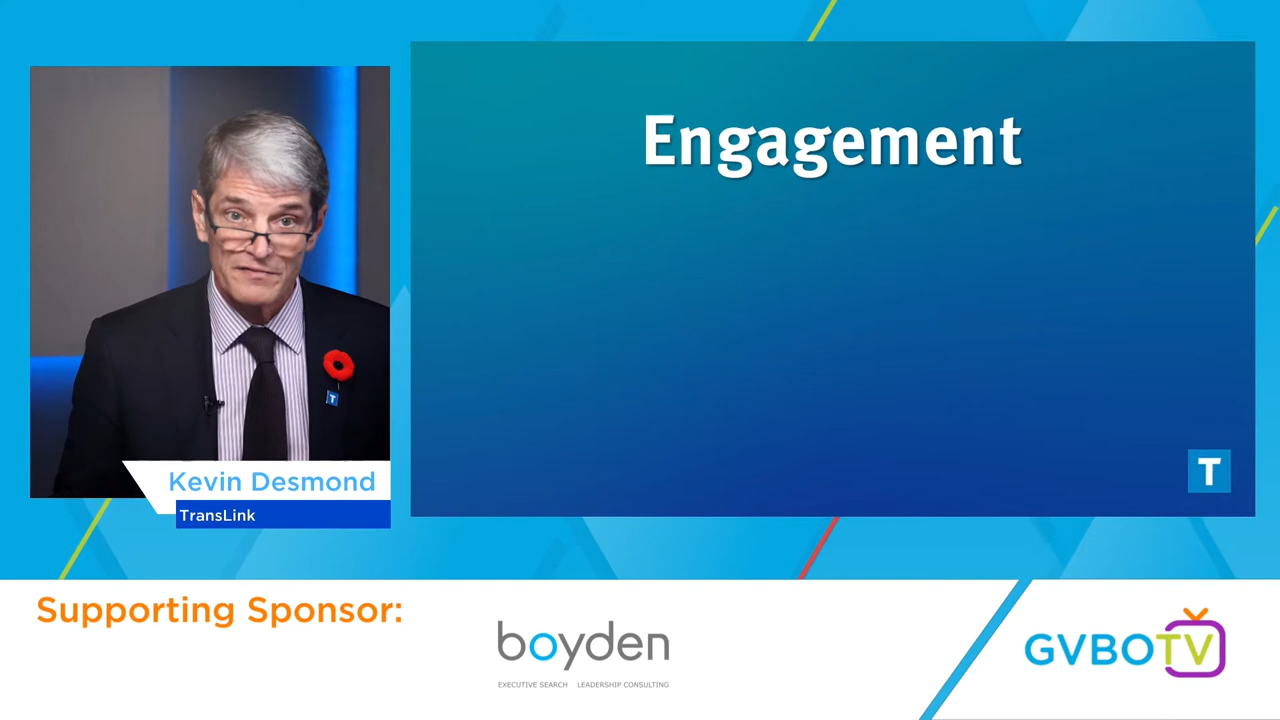 Engagement
T
T
Kevin Desmond
TransLink
Supporting Sponsor:
boyden
EXECUTIVE SEARCH LEADERSHIP CONSULTING
GVBOTV